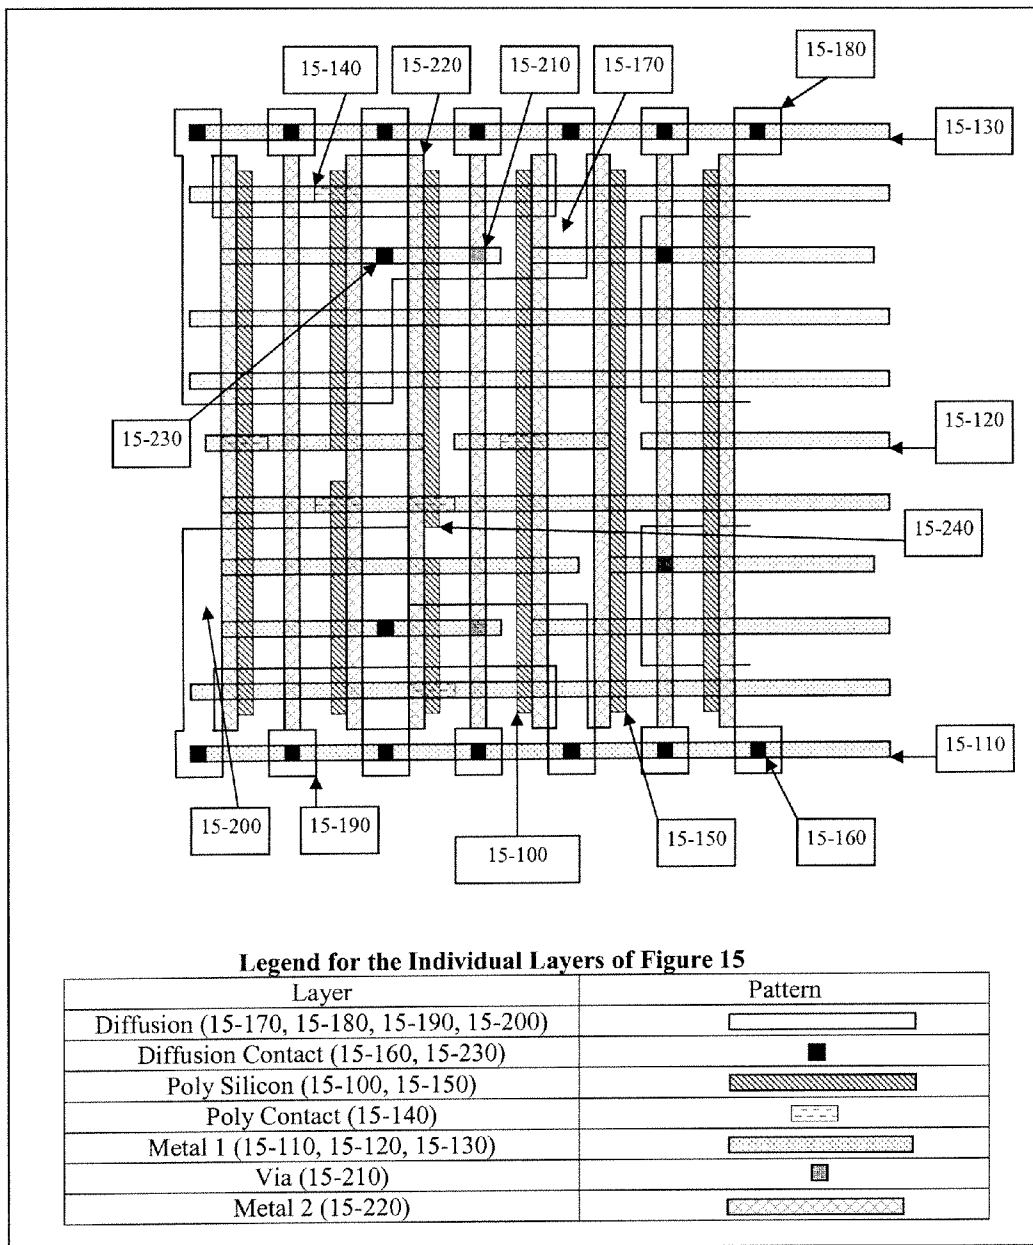 15-140
15-220
15-210
15-170
15-180
15-130
15-230
15-120
15-240
15-110
15-200
15-190
15-100
15-150
15-160
Legend for the Individual Layers of Figure 15
Layer Pattern
Diffusion (15-170, 15-180, 15-190, 15-200)
Diffusion Contact (15-160, 15-230)
Poly Silicon (15-100, 15-150)
Poly Contact (15-140)
Metal 1 (15-110, 15-120, 15-130)
Via (15-210)
Metal 2 (15-220)